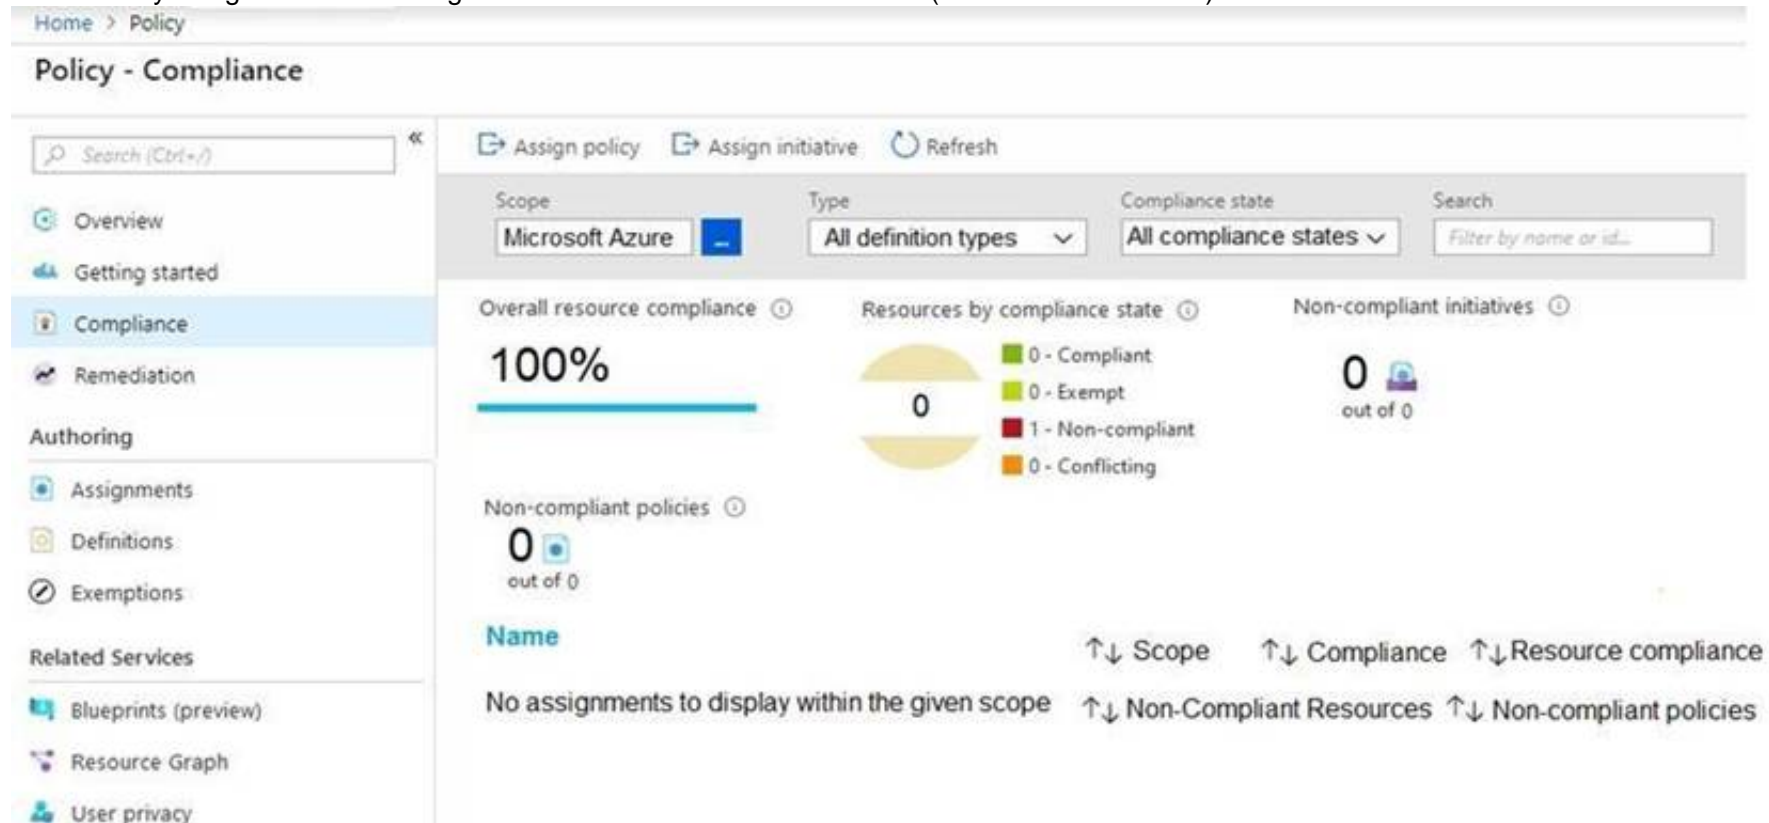 Home > Policy
Policy - Compliance
Search (Ctrl+/)
«
Assign policy
Assign initiative
Refresh
Overview
Getting started
Compliance
Remediation
Authoring
Assignments
Definitions
Exemptions
Related Services
Blueprints (preview)
Resource Graph
User privacy
Scope
Microsoft Azure
...
Type
All definition types
Compliance state
All compliance states
Search
Filter by name or id...
Overall resource compliance
100%
Resources by compliance state
0
0 - Compliant
0 - Exempt
1 - Non-compliant
0 - Conflicting
Non-compliant initiatives
0
out of 0
Non-compliant policies
0
out of 0
Name
↑↓ Scope ↑↓ Compliance ↑↓ Resource compliance
No assignments to display within the given scope ↑↓ Non-Compliant Resources ↑↓ Non-compliant policies